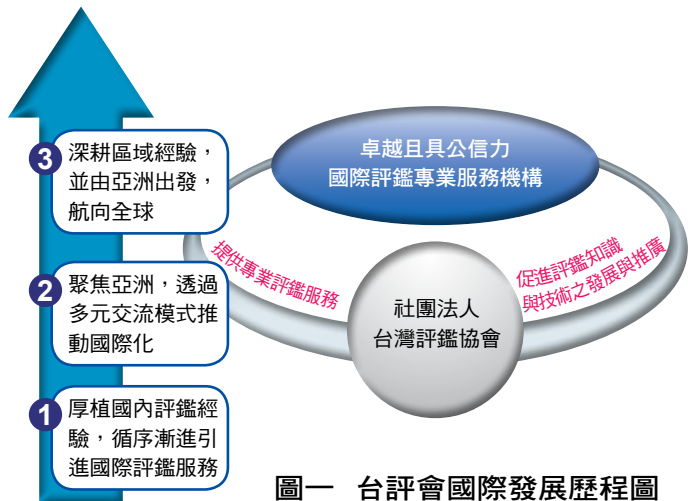 3
深耕區域經驗，
並由亞洲出發，
航向全球
2
聚焦亞洲，透過
多元交流模式推
動國際化
1
厚植國內評鑑經
驗，循序漸進引
進國際評鑑服務
卓越且具公信力
國際評鑑專業服務機構
提供專業評鑑服務
促進評鑑知識
與技術之發展與推廣
社團法人
台灣評鑑協會
圖一 台評會國際發展歷程圖